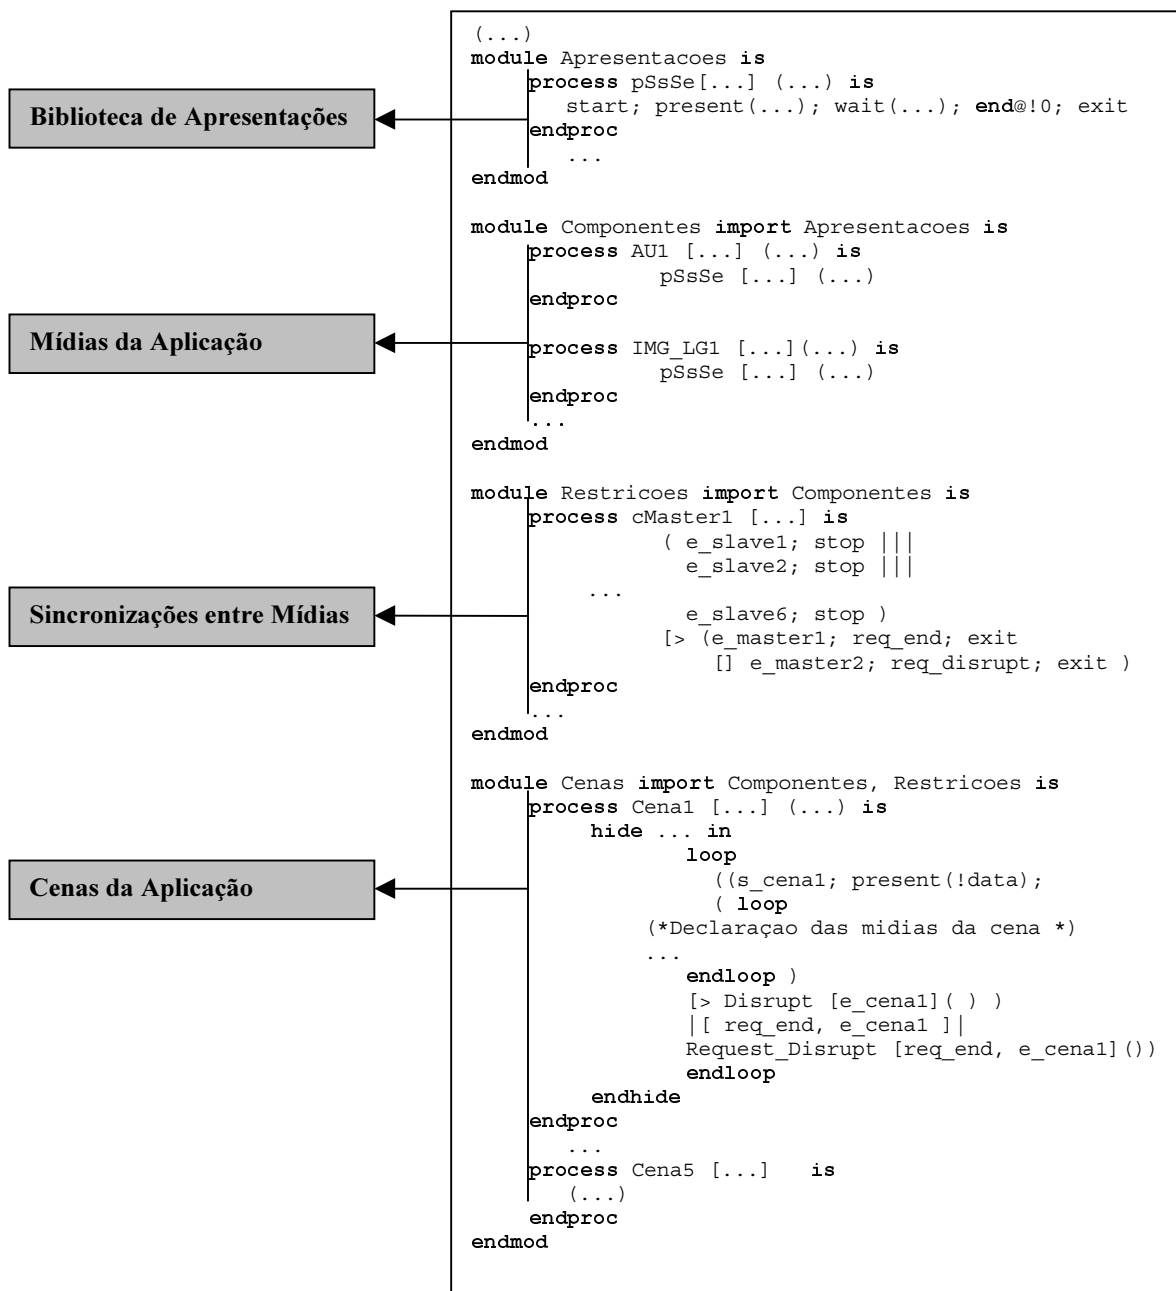 (...)
module Apresentacoes is
process pSsSe[...] (...) is
start; present(...); wait(...); end@!0; exit
endproc
...
endmod
Biblioteca de Apresentações
module Componentes import Apresentacoes is
process AU1 [...] (...) is
pSsSe [...] (...)
endproc
process IMG_LG1 [...](...) is
pSsSe [...] (...)
endproc
...
endmod
Mídias da Aplicação
module Restricoes import Componentes is
process cMaster1 [...] is
( e_slave1; stop |||
e_slave2; stop |||
...
e_slave6; stop )
[> (e_master1; req_end; exit
[] e_master2; req_disrupt; exit )
endproc
...
endmod
Sincronizações entre Mídias
module Cenas import Componentes, Restricoes is
process Cena1 [...] (...) is
hide ... in
loop
((s_cena1; present(!data);
( loop
(*Declaraçao das midias da cena *)
...
endloop )
[> Disrupt [e_cena1]( ) )
|[ req_end, e_cena1 ]|
Request_Disrupt [req_end, e_cena1]())
endloop
endhide
endproc
...
process Cena5 [...] is
(...)
endproc
endmod
Cenas da Aplicação